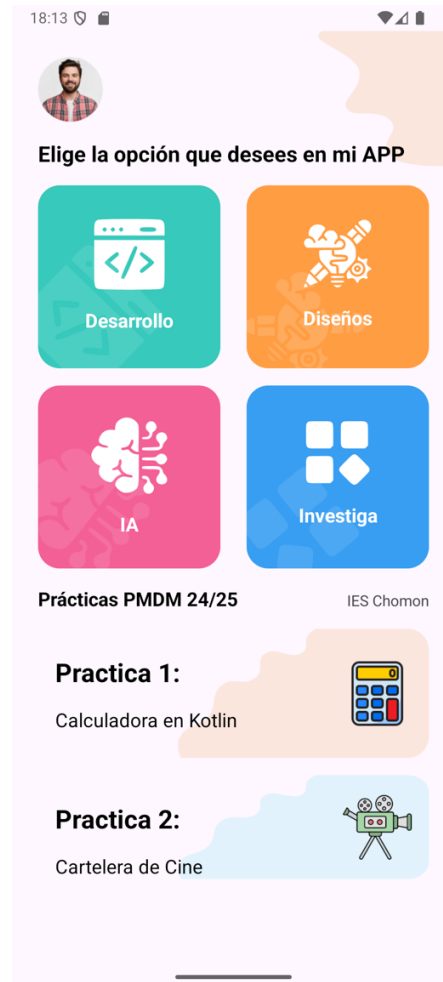 18:13
Elige la opción que desees en mi APP
Desarrollo
Diseños
IA
Investiga
Prácticas PMDM 24/25
IES Chomon
Practica 1:
Calculadora en Kotlin
0
Practica 2:
Cartelera de Cine